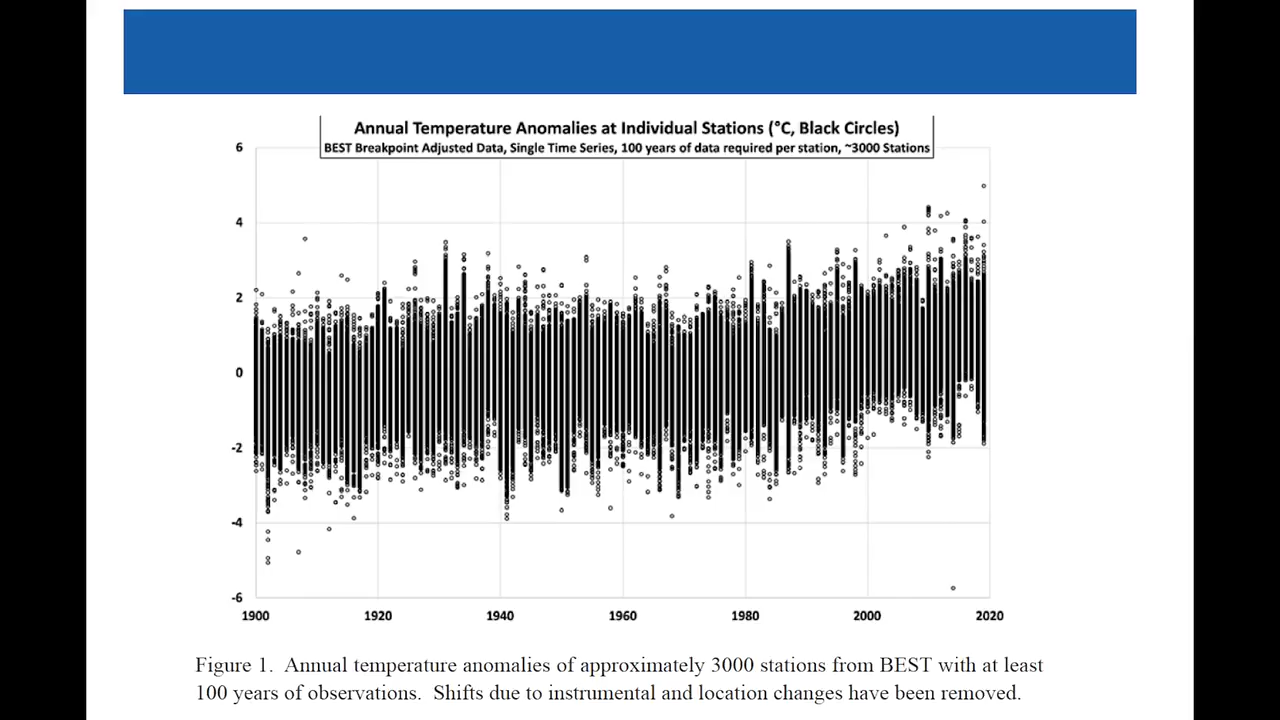 Annual Temperature Anomalies at Individual Stations (°C, Black Circles)
BEST Breakpoint Adjusted Data, Single Time Series, 100 years of data required per station, ~3000 Stations
6
4
2
0
-2
-4
-6
1900 1920 1940 1960 1980 2000 2020
Figure 1. Annual temperature anomalies of approximately 3000 stations from BEST with at least
100 years of observations. Shifts due to instrumental and location changes have been removed.